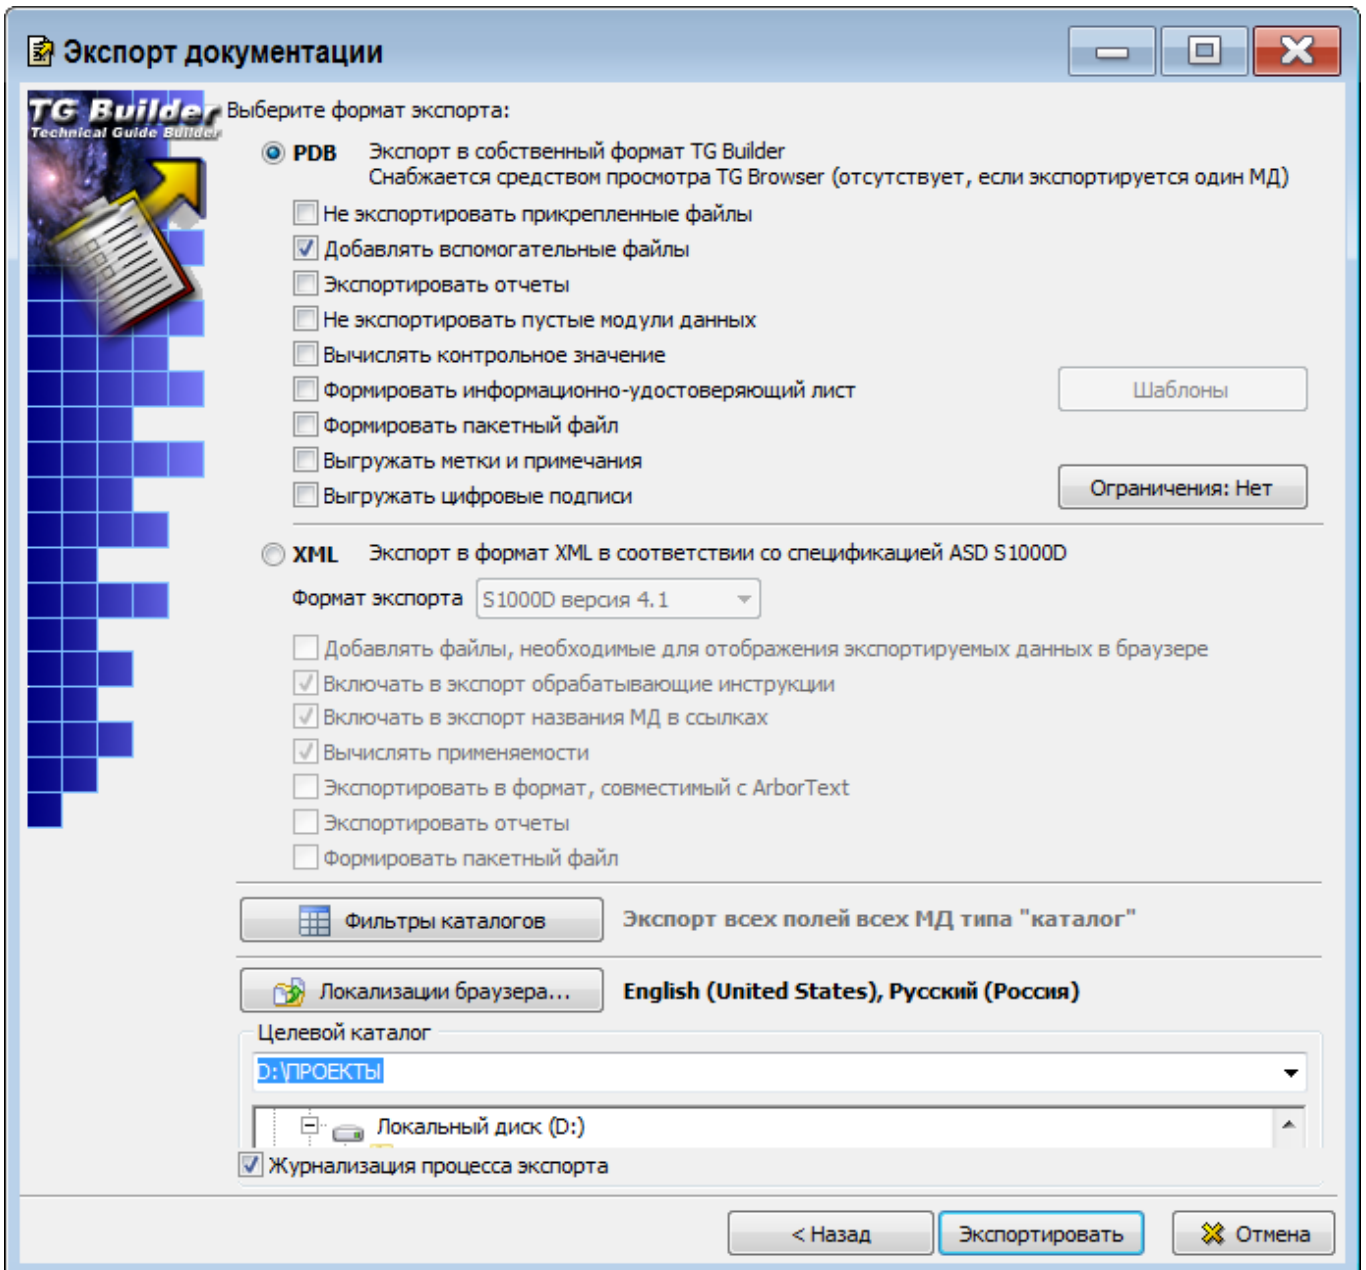 Экспорт документации
TG Builder
Technical Guide Builder
Выберите формат экспорта:
PDB Экспорт в собственный формат TG Builder
Снабжается средством просмотра TG Browser (отсутствует, если экспортируется один МД)
Не экспортировать прикрепленные файлы
Добавлять вспомогательные файлы
Экспортировать отчеты
Не экспортировать пустые модули данных
Вычислять контрольное значение
Формировать информационно-удостоверяющий лист Шаблоны
Формировать пакетный файл
Выгружать метки и примечания
Выгружать цифровые подписи Ограничения: Нет
XML Экспорт в формат XML в соответствии со спецификацией ASD S1000D
Формат экспорта S1000D версия 4.1
Добавлять файлы, необходимые для отображения экспортируемых данных в браузере
Включать в экспорт обрабатывающие инструкции
Включать в экспорт названия МД в ссылках
Вычислять применяемости
Экспортировать в формат, совместимый с ArborText
Экспортировать отчеты
Формировать пакетный файл
Фильтры каталогов Экспорт всех полей всех МД типа "каталог"
Локализации браузера... English (United States), Русский (Россия)
Целевой каталог
D:\ПРОЕКТЫ
Локальный диск (D:)
Журнализация процесса экспорта
< Назад Экспортировать Отмена